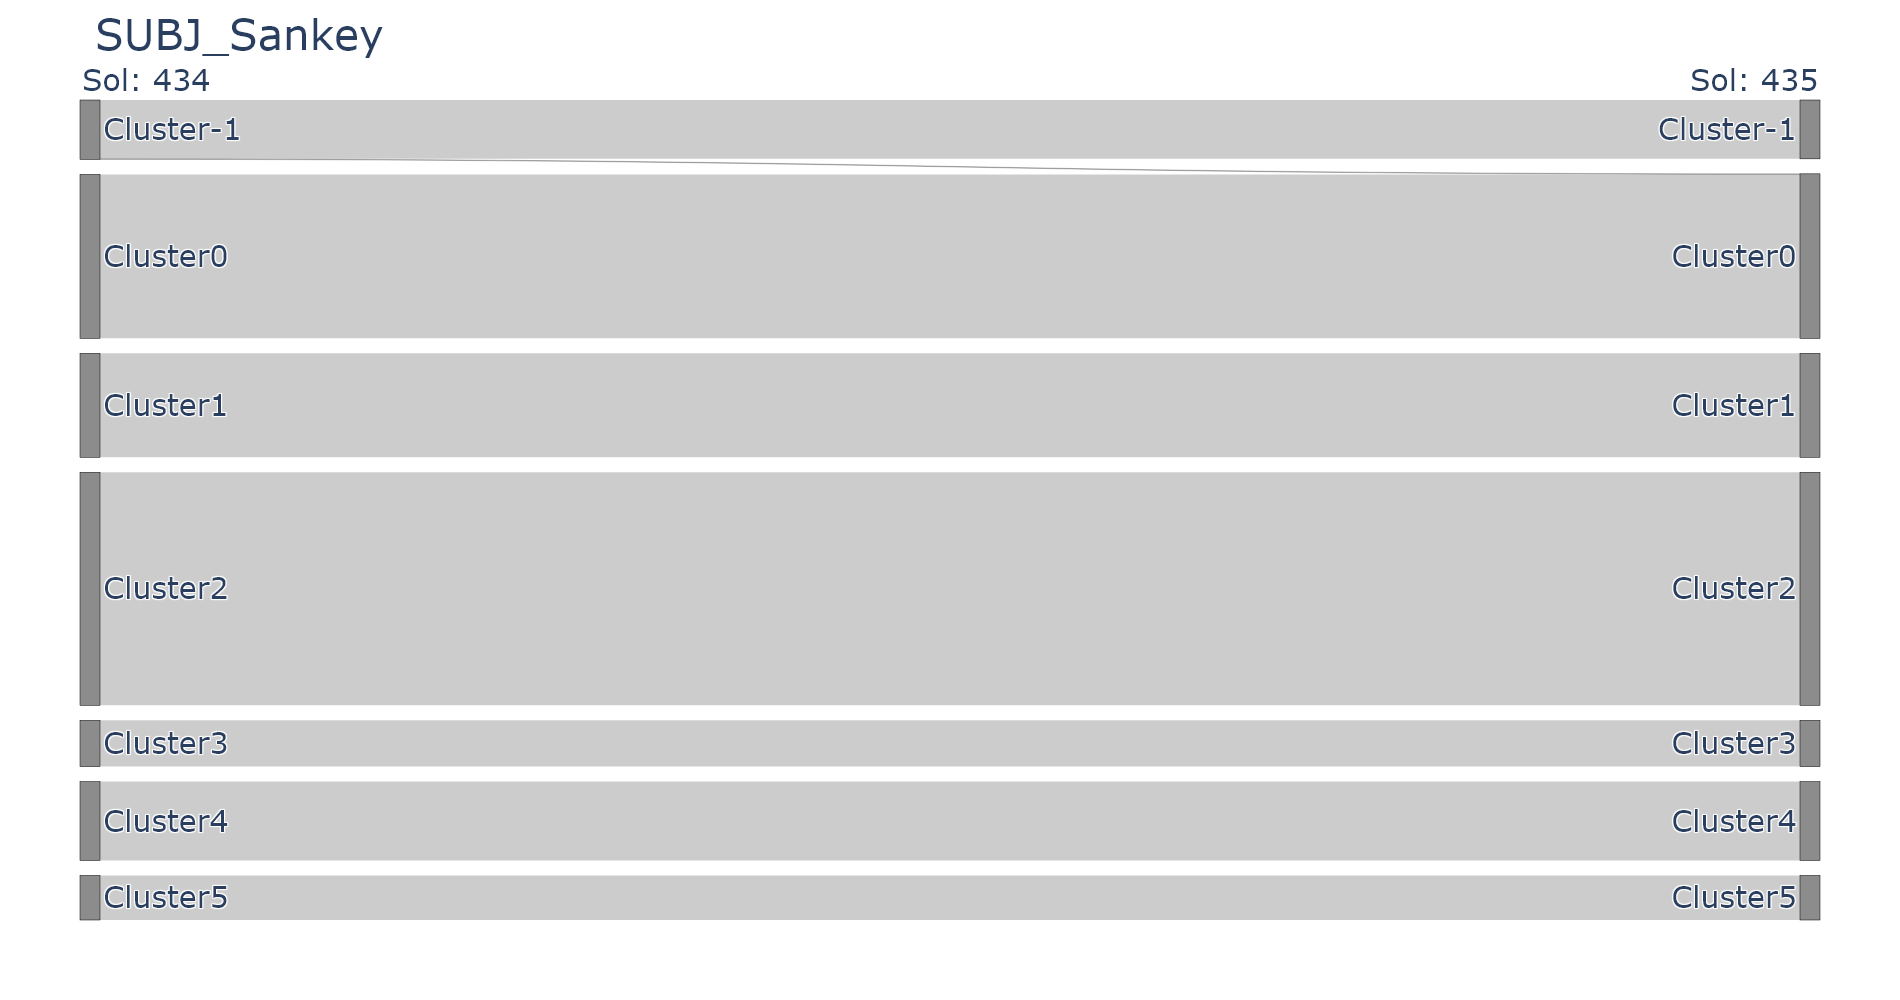 SUBJ_Sankey
Sol: 434 Sol: 435
Cluster-1 Cluster-1
Cluster0 Cluster0
Cluster1 Cluster1
Cluster2 Cluster2
Cluster3 Cluster3
Cluster4 Cluster4
Cluster5 Cluster5